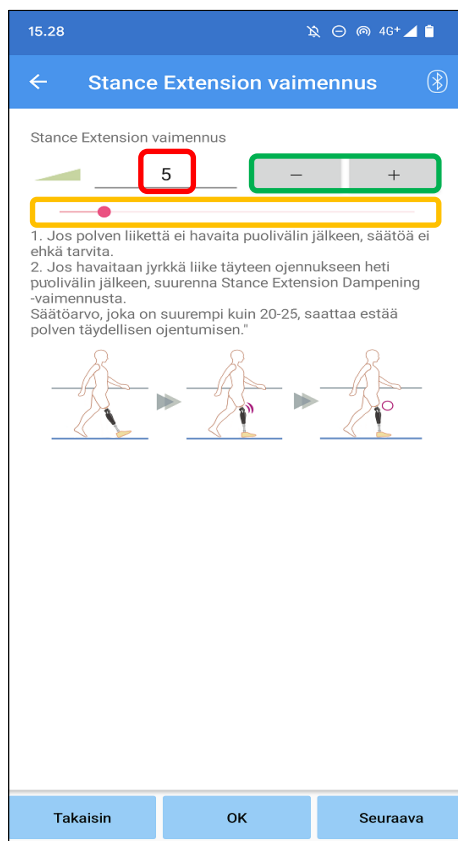 15.28 4G+
Stance Extension vaimennus
Stance Extension vaimennus
5 − +
1. Jos polven liikettä ei havaita puolivälin jälkeen, säätöä ei
ehkä tarvita.
2. Jos havaitaan jyrkkä liike täyteen ojennukseen heti
puolivälin jälkeen, suurenna Stance Extension Dampening
-vaimennusta.
Säätöarvo, joka on suurempi kuin 20-25, saattaa estää
polven täydellisen ojentumisen."
Takaisin OK Seuraava